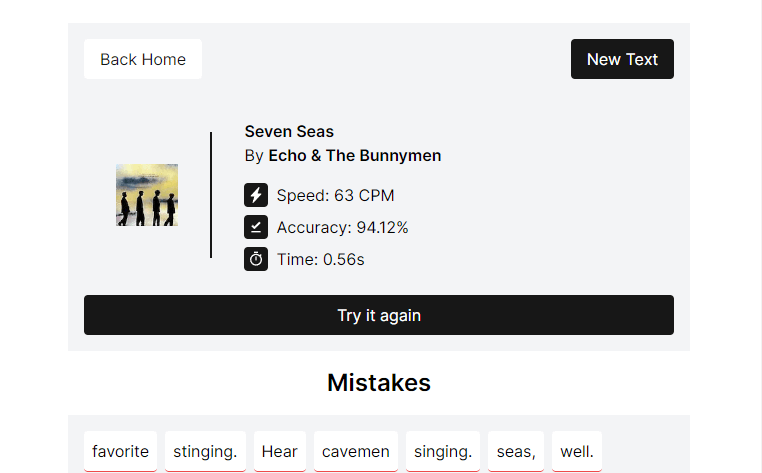 Back Home
New Text
Seven Seas
By Echo & The Bunnymen
Speed: 63 CPM
Accuracy: 94.12%
Time: 0.56s
Try it again
Mistakes
favorite stinging. Hear cavemen singing. seas, well.